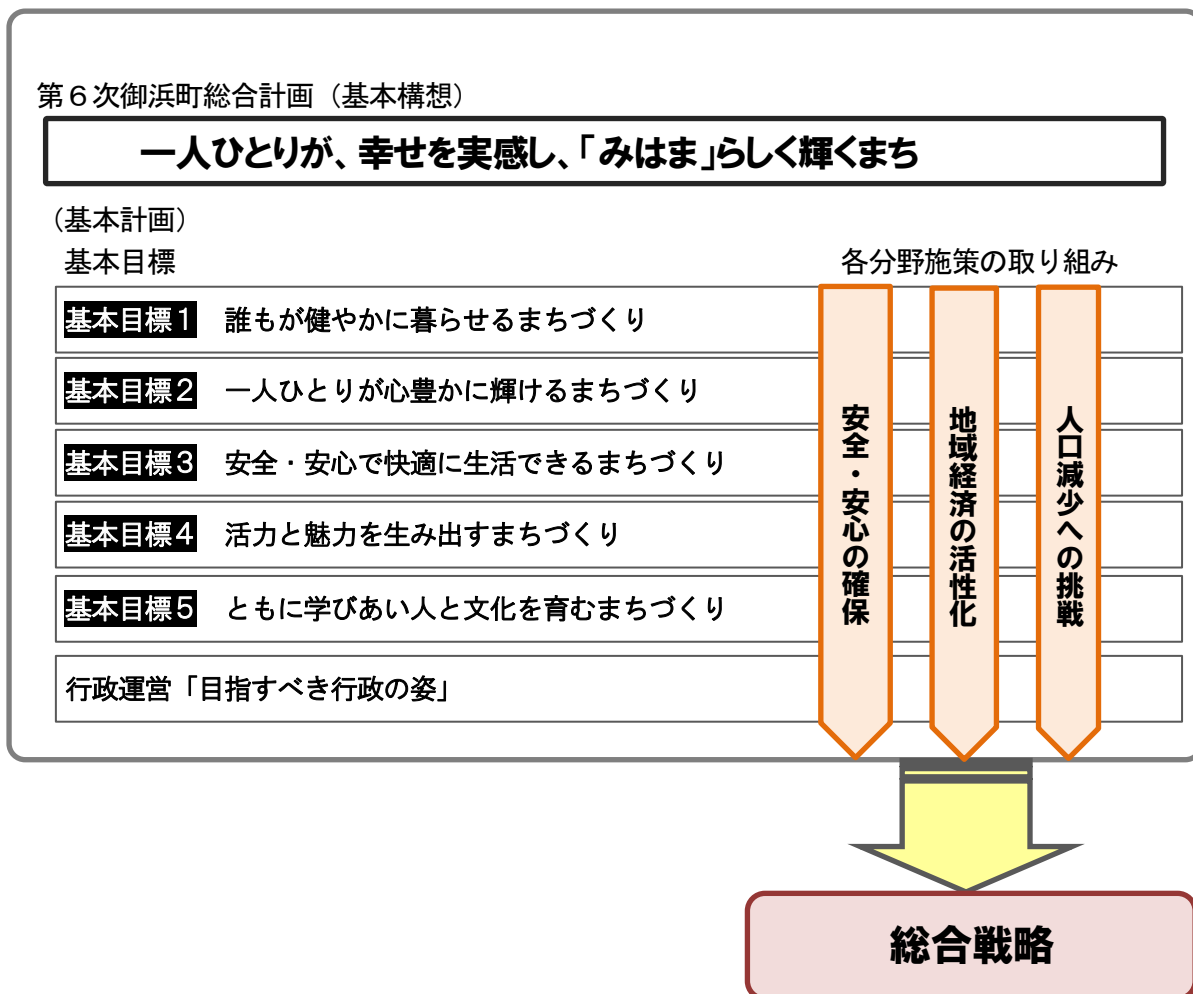 第６次御浜町総合計画（基本構想）
一人ひとりが、幸せを実感し、「みはま」らしく輝くまち
（基本計画）
基本目標
各分野施策の取り組み
基本目標１ 誰もが健やかに暮らせるまちづくり
基本目標２ 一人ひとりが心豊かに輝けるまちづくり
基本目標３ 安全・安心で快適に生活できるまちづくり
基本目標４ 活力と魅力を生み出すまちづくり
基本目標５ ともに学びあい人と文化を育むまちづくり
行政運営「目指すべき行政の姿」
安全・安心の確保
地域経済の活性化
人口減少への挑戦
総合戦略